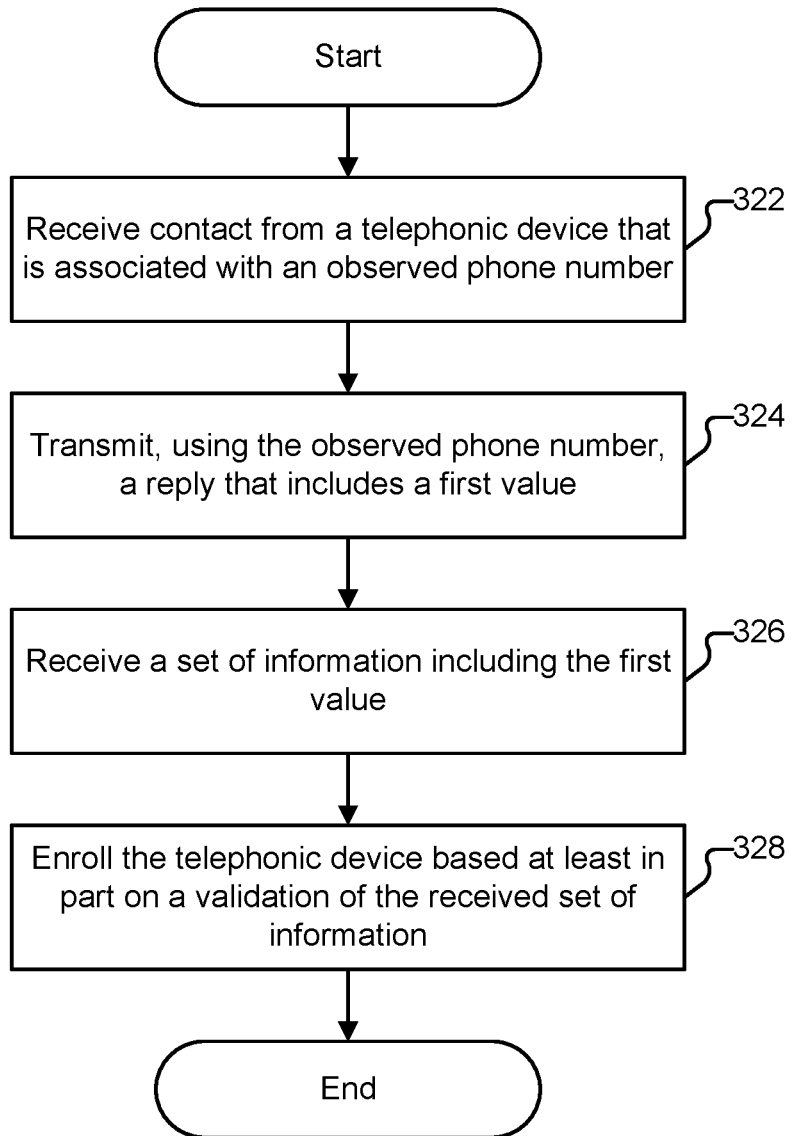 Start
322
Receive contact from a telephonic device that
is associated with an observed phone number
324
Transmit, using the observed phone number,
a reply that includes a first value
326
Receive a set of information including the first
value
328
Enroll the telephonic device based at least in
part on a validation of the received set of
information
End